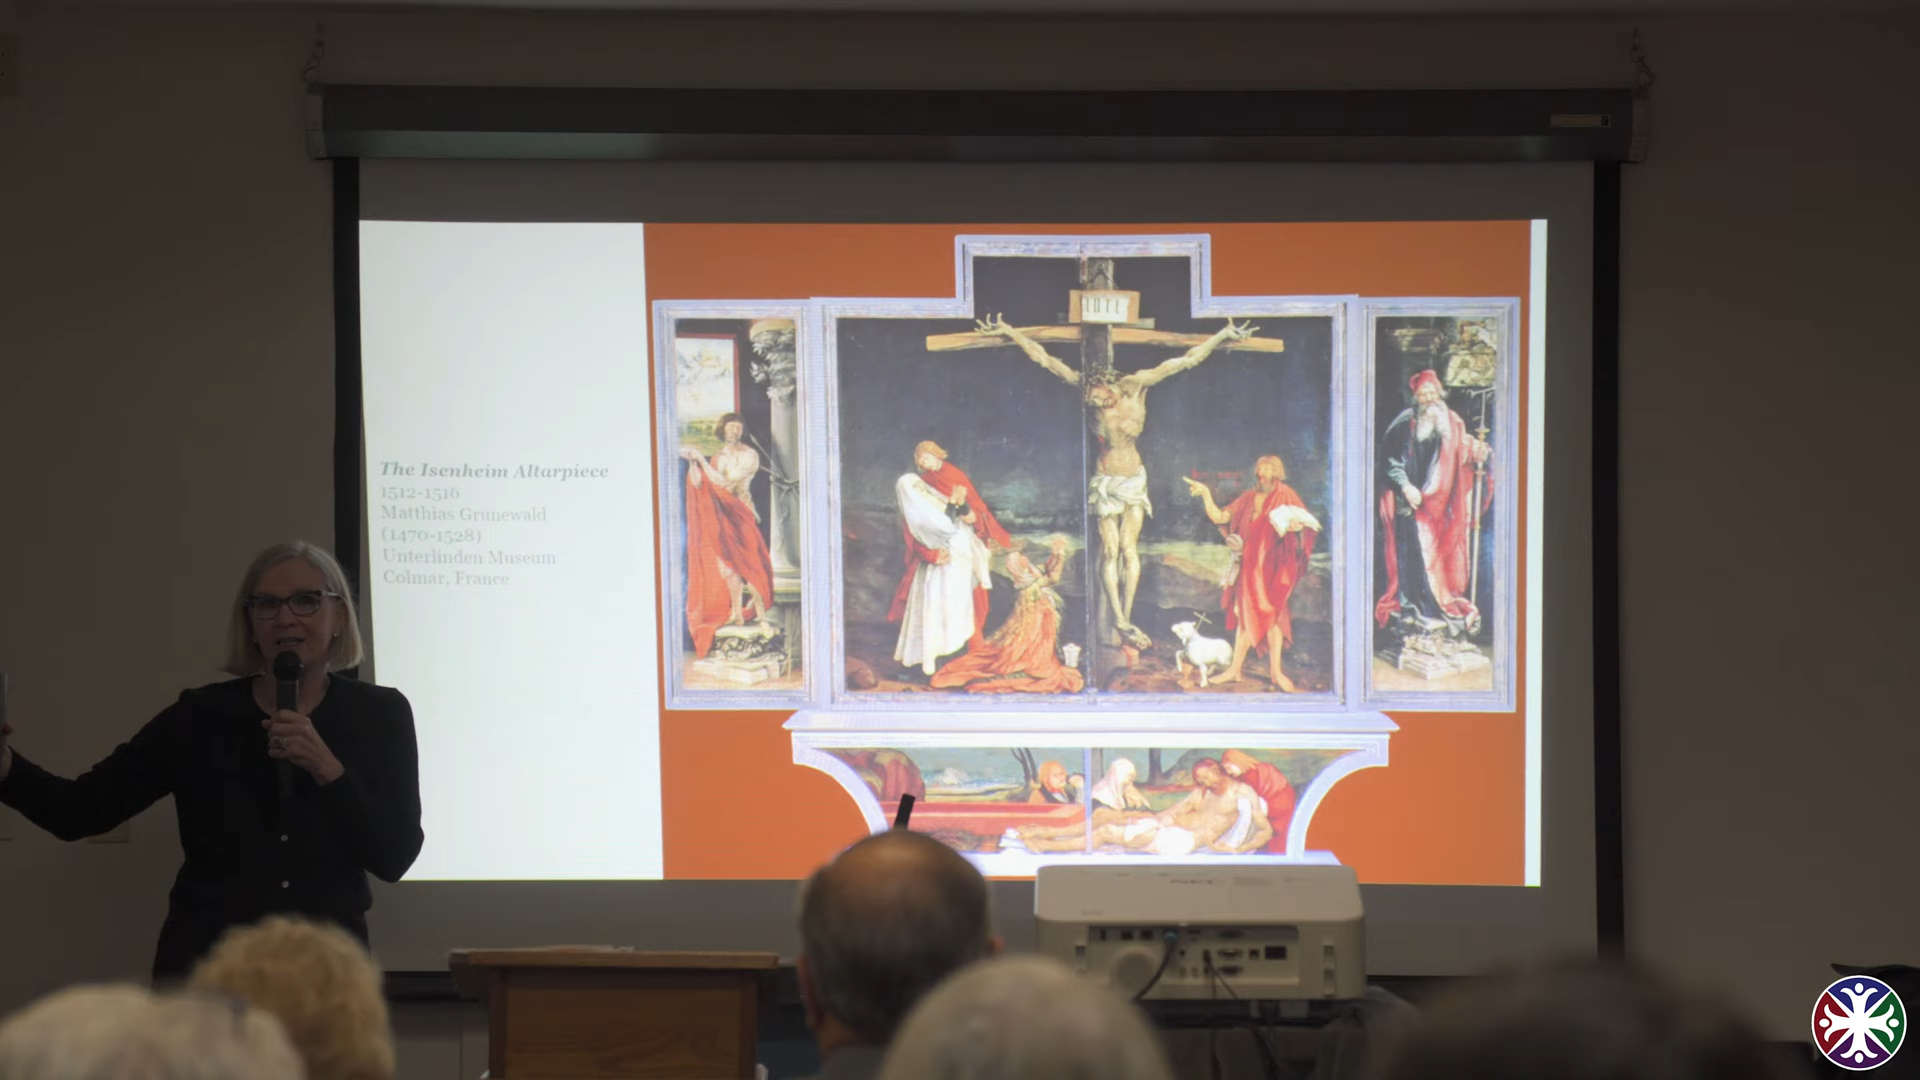 The Isenheim Altarpiece
1512-1516
Matthias Grunewald
(1470-1528)
Unterlinden Museum
Colmar, France